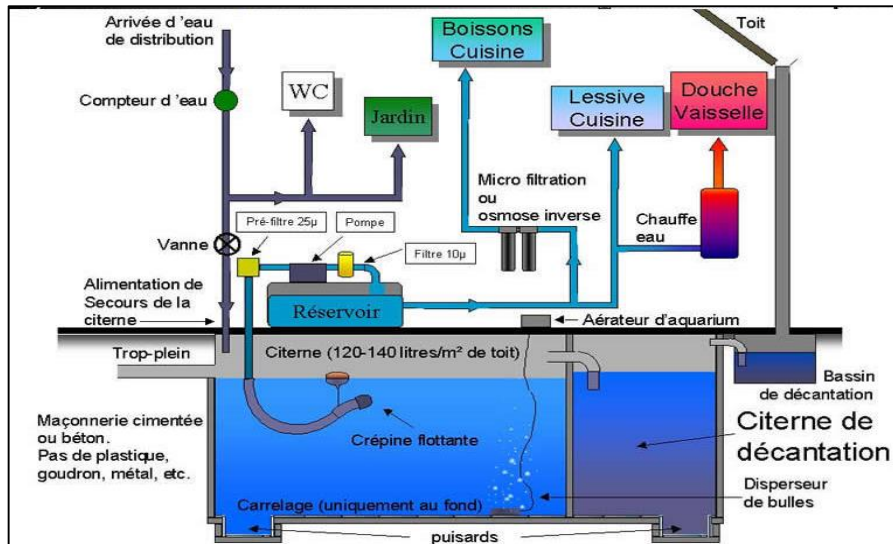 Arrivée d 'eau
de distribution
Compteur d 'eau
WC
Jardin
Boissons
Cuisine
Lessive
Cuisine
Douche
Vaisselle
Toit
Micro filtration
ou
osmose inverse
Chauffe
eau
Pré-filtre 25µ
Pompe
Filtre 10µ
Vanne
Alimentation de
Secours de la
citerne
Réservoir
Aérateur d'aquarium
Trop-plein
Citerne (120-140 litres/m² de toit)
Bassin
de décantation
Maçonnerie cimentée
ou béton.
Pas de plastique,
goudron, métal, etc.
Crépine flottante
Citerne de
décantation
Disperseur
de bulles
Carrelage (uniquement au fond)
puisards